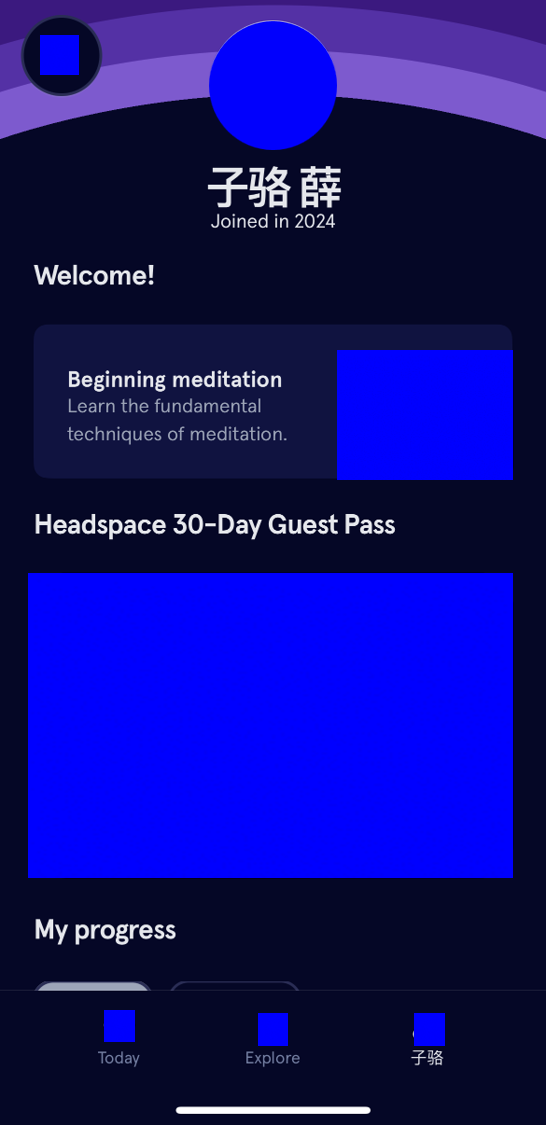 子骆 薛
Joined in 2024
Welcome!
Beginning meditation
Learn the fundamental
techniques of meditation.
Headspace 30-Day Guest Pass
My progress
Today
Explore
子骆